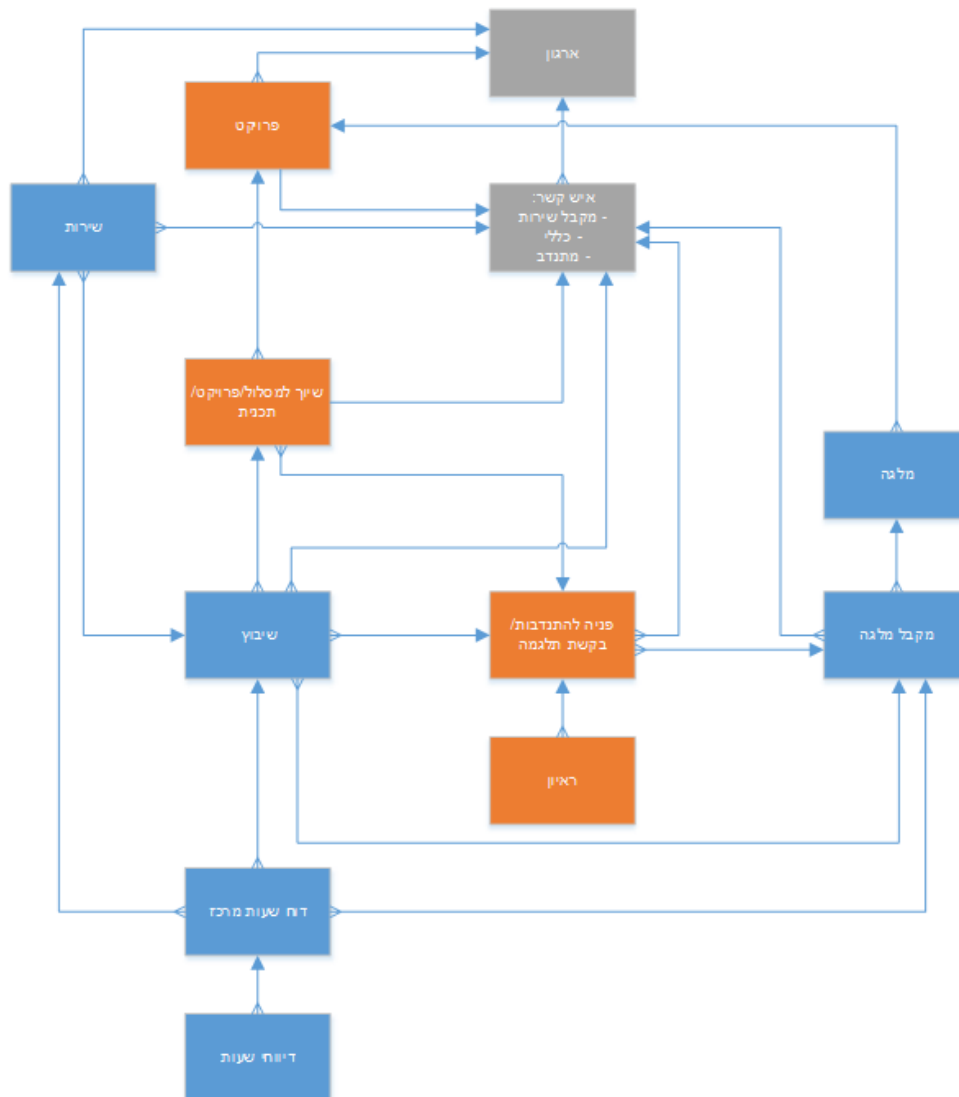 ארגון
פרויקט
שירות
איש קשר:
- מקבל שירות
- כללי
- מתנדב
שיוך למסלול/פרויקט/
תכנית
מלגה
שיבוץ
פניה להתנדבות/
בקשת תלגמה
מקבל מלגה
ראיון
דוח שעות מרכז
דיווחי שעות